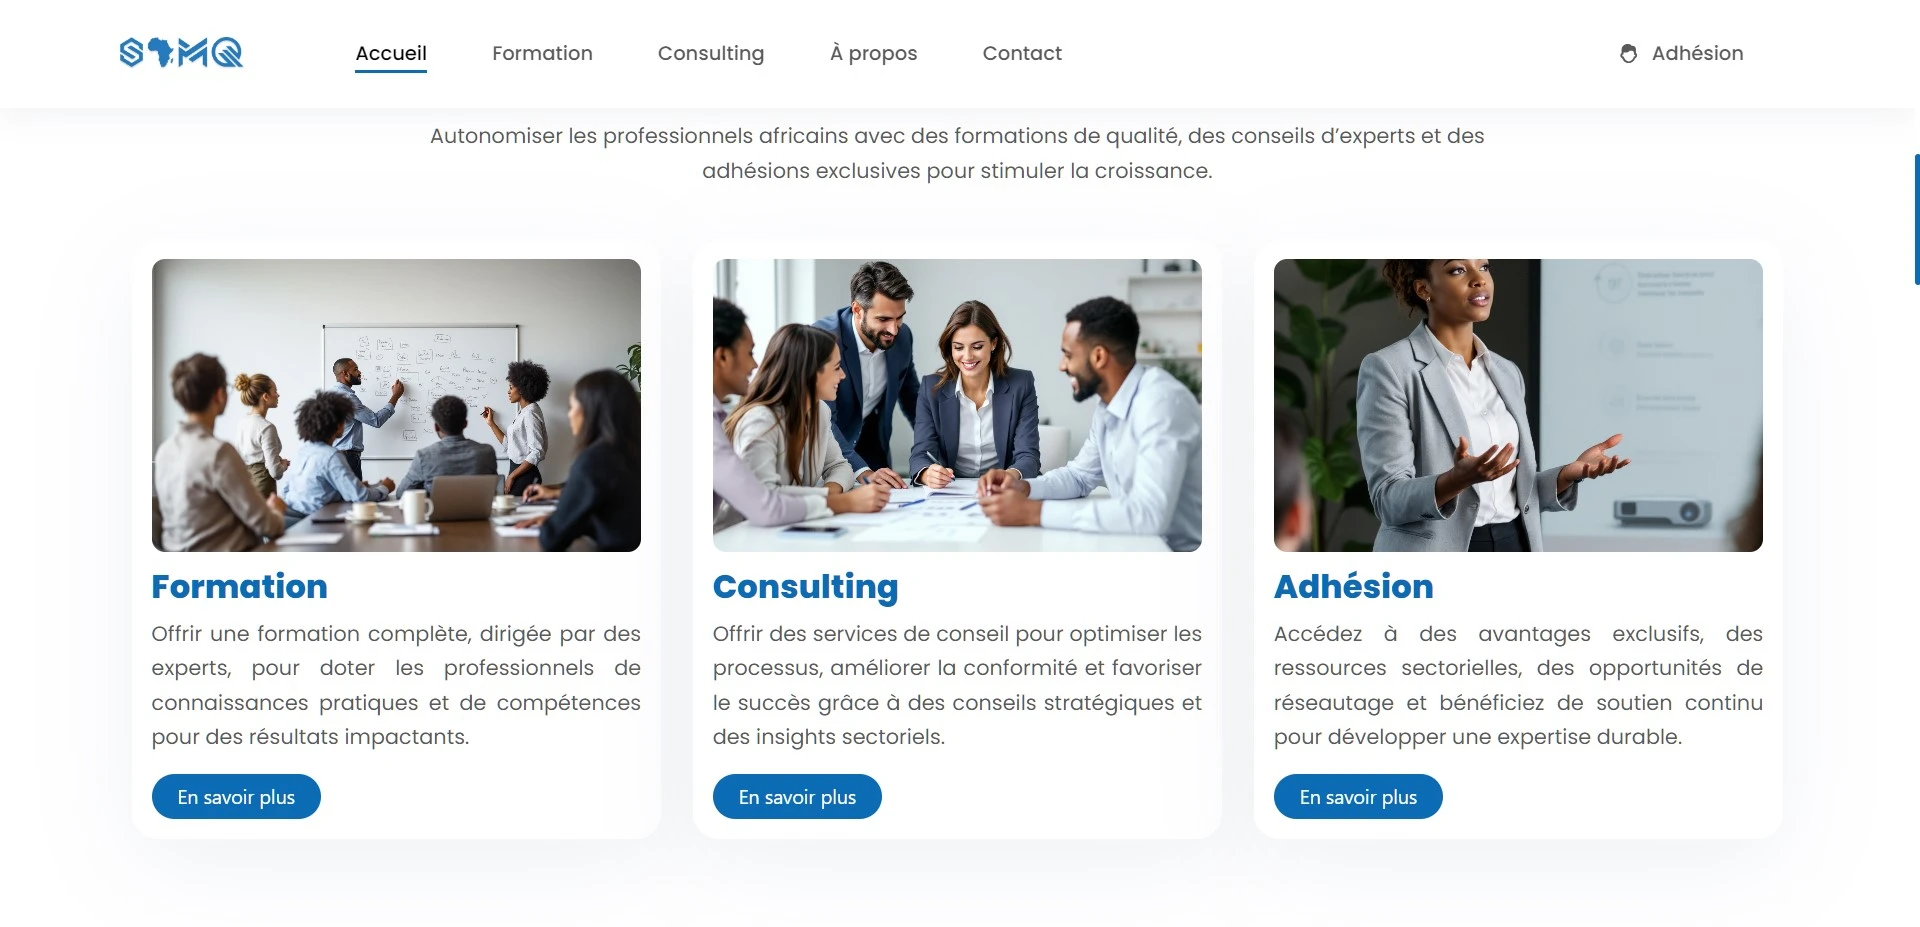 SAMQ
Accueil
Formation
Consulting
À propos
Contact
Adhésion
Autonomiser les professionnels africains avec des formations de qualité, des conseils d’experts et des
adhésions exclusives pour stimuler la croissance.
Formation
Offrir une formation complète, dirigée par des
experts, pour doter les professionnels de
connaissances pratiques et de compétences
pour des résultats impactants.
En savoir plus
Consulting
Offrir des services de conseil pour optimiser les
processus, améliorer la conformité et favoriser
le succès grâce à des conseils stratégiques et
des insights sectoriels.
En savoir plus
Adhésion
Accédez à des avantages exclusifs, des
ressources sectorielles, des opportunités de
réseautage et bénéficiez de soutien continu
pour développer une expertise durable.
En savoir plus